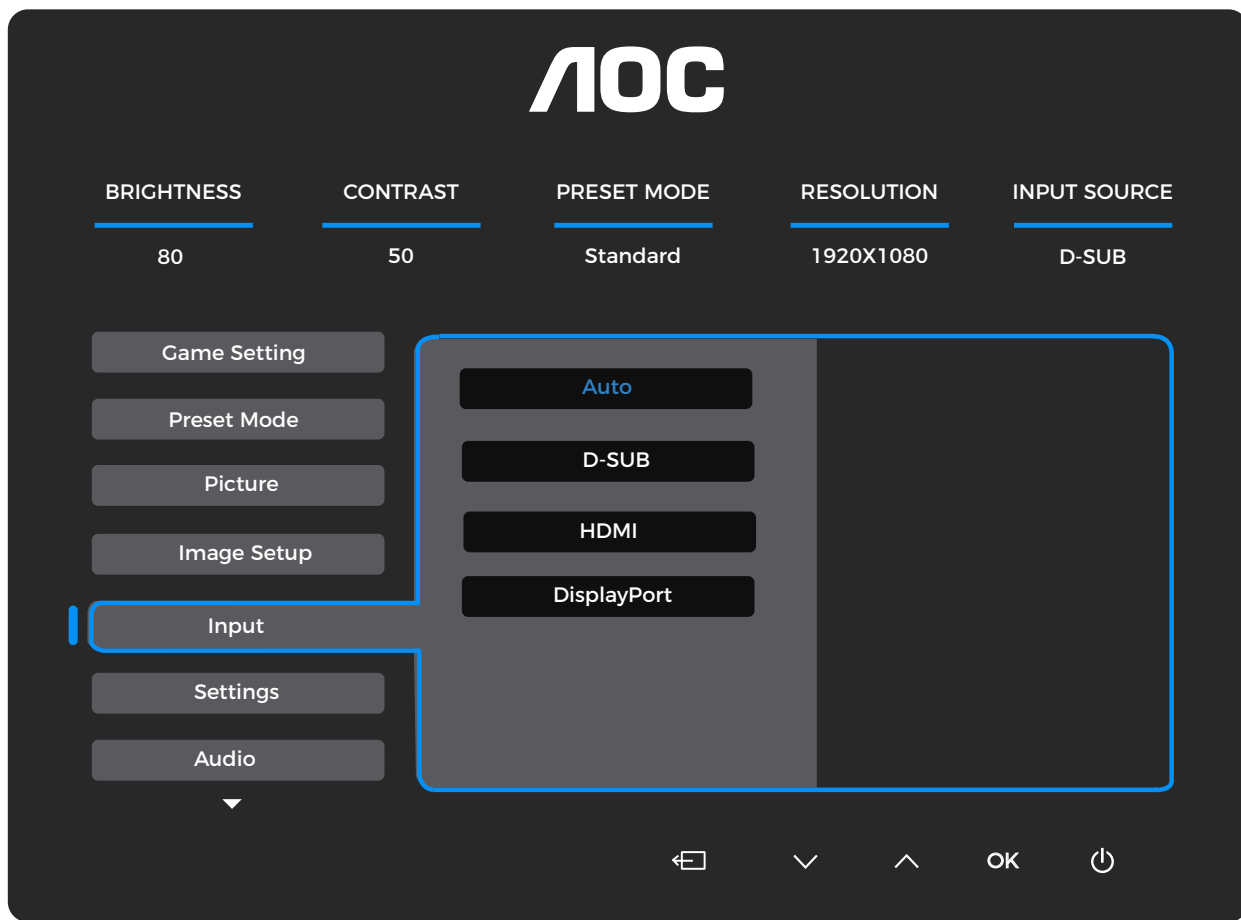 AOC
BRIGHTNESS CONTRAST PRESET MODE RESOLUTION INPUT SOURCE
80 50 Standard 1920X1080 D-SUB
Game Setting
Preset Mode
Picture
Image Setup
Input
Settings
Audio
Auto
D-SUB
HDMI
DisplayPort
OK